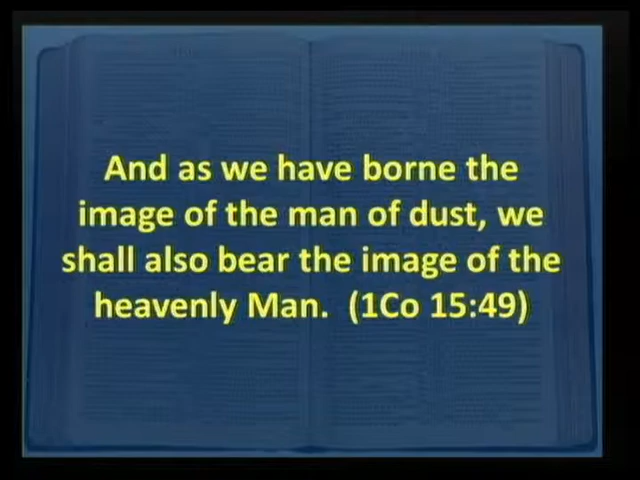 And as we have borne the
image of the man of dust, we
shall also bear the image of the
heavenly Man.  (1Co 15:49)